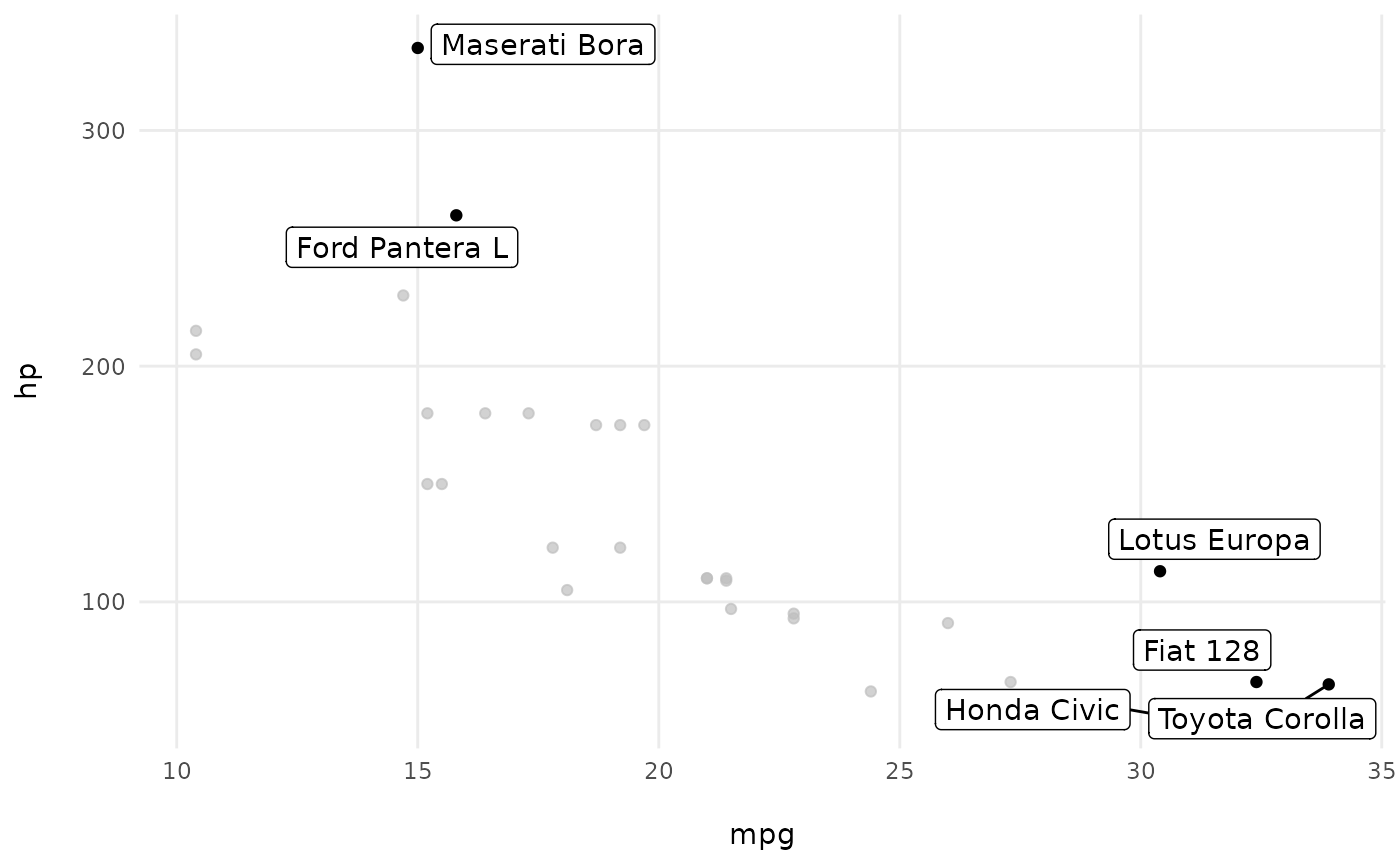 Maserati Bora
300
Ford Pantera L
hp
200
Lotus Europa
100
Fiat 128
Honda Civic
Toyota Corolla
10 15 20 25 30 35
mpg